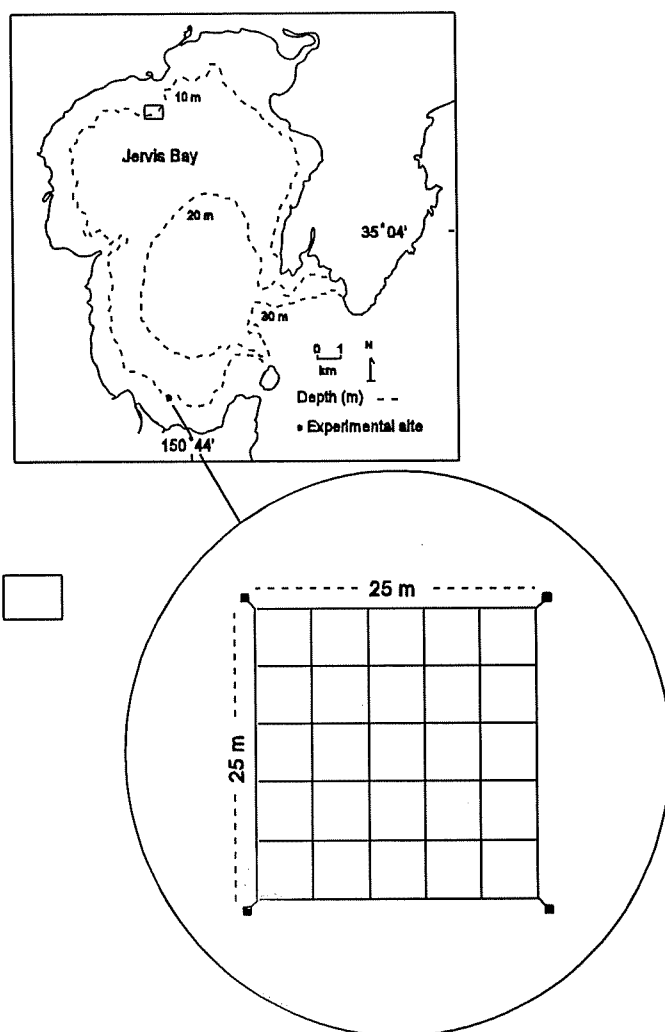 10 m
Jervis Bay
20 m
35° 04'
30 m
0 1
km
N
Depth (m)
Experimental site
150 44'
25 m
25 m